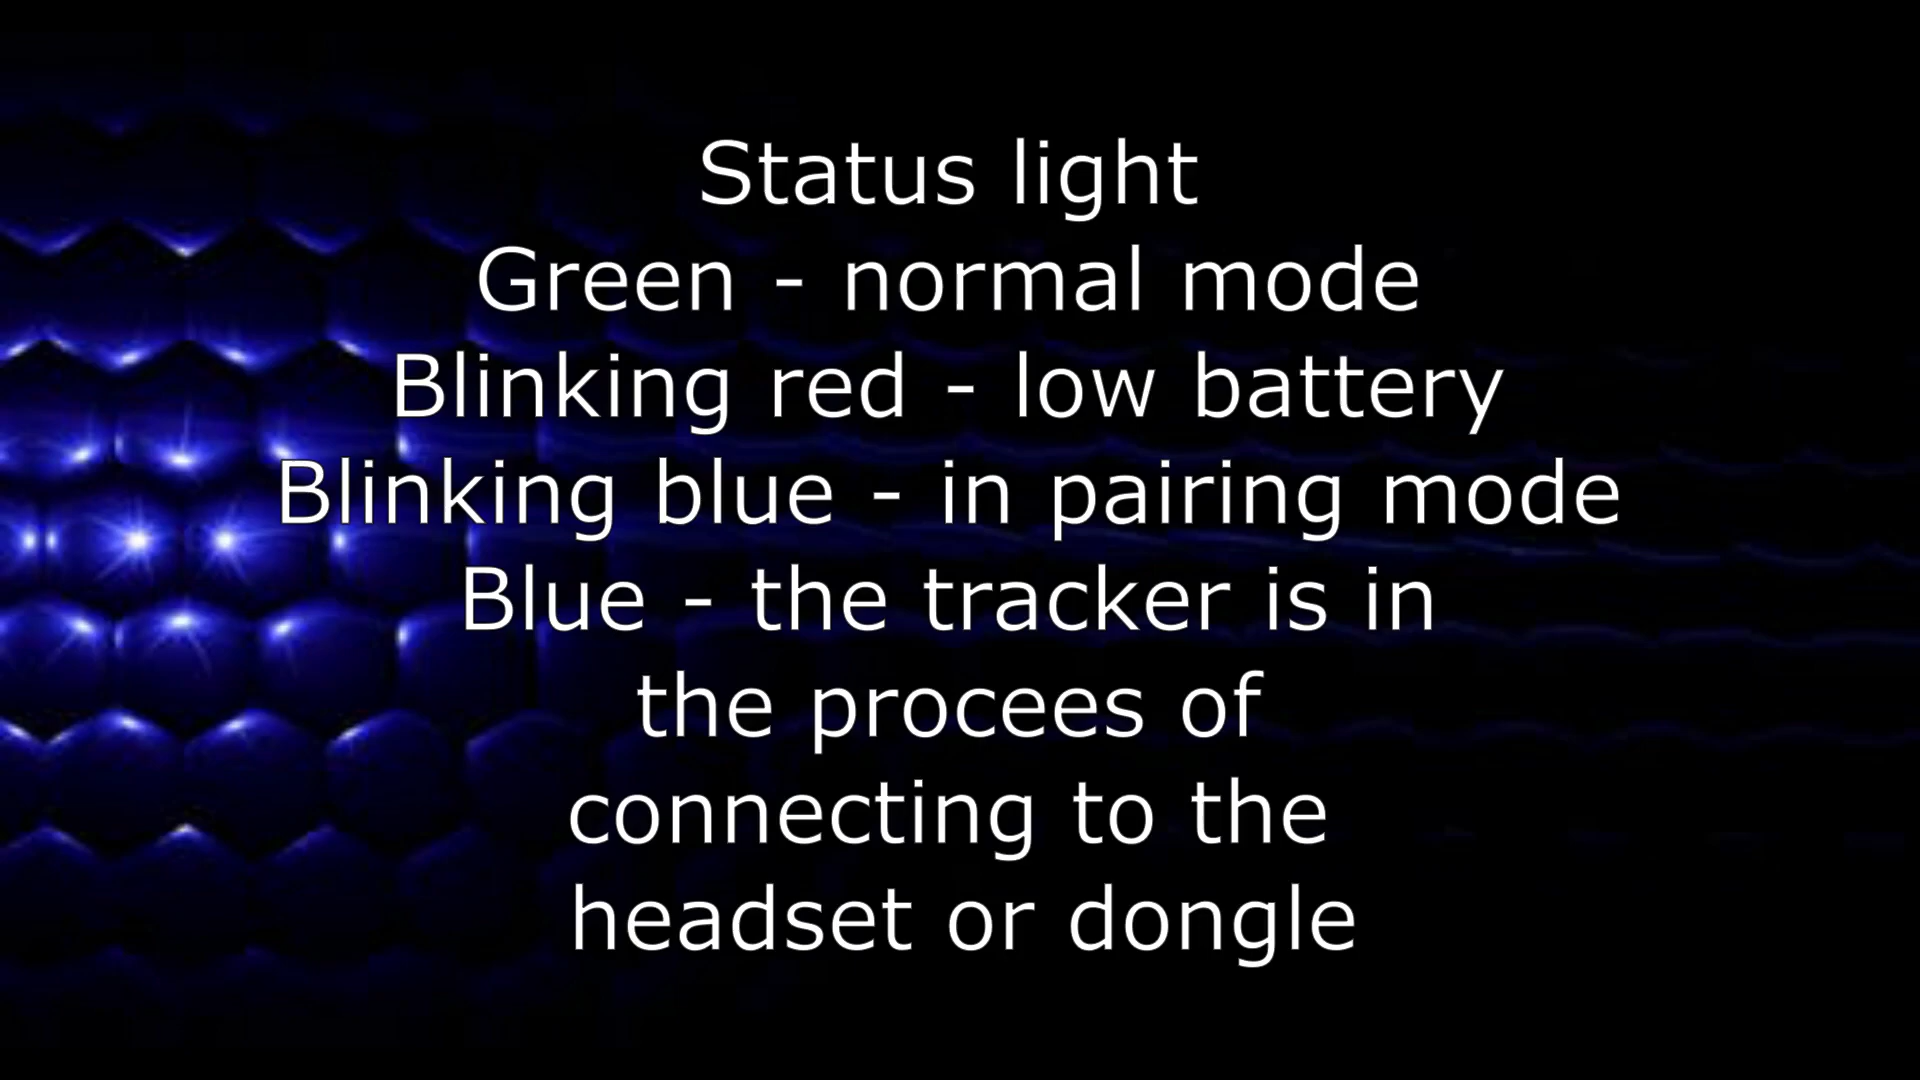 Status light
Green - normal mode
Blinking red - low battery
Blinking blue - in pairing mode
Blue - the tracker is in
the procees of
connecting to the
headset or dongle